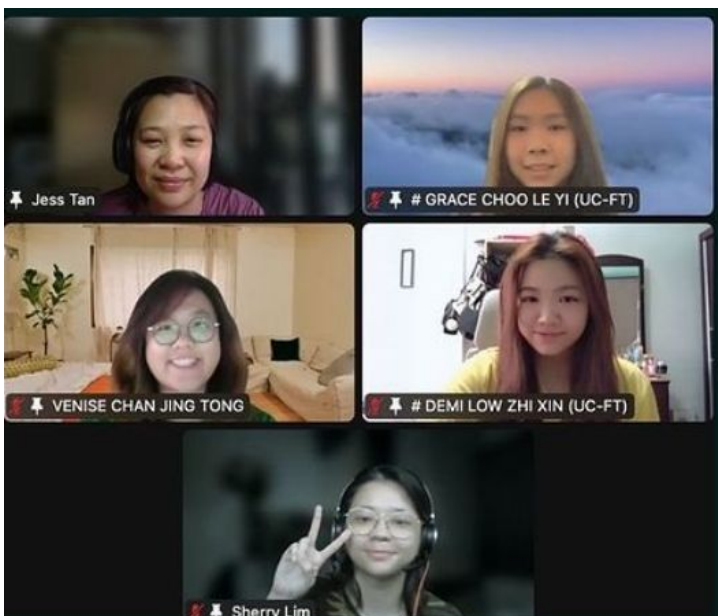 Jess Tan
# GRACE CHOO LE YI (UC-FT)
VENISE CHAN JING TONG
# DEMI LOW ZHI XIN (UC-FT)
Sherry Lim